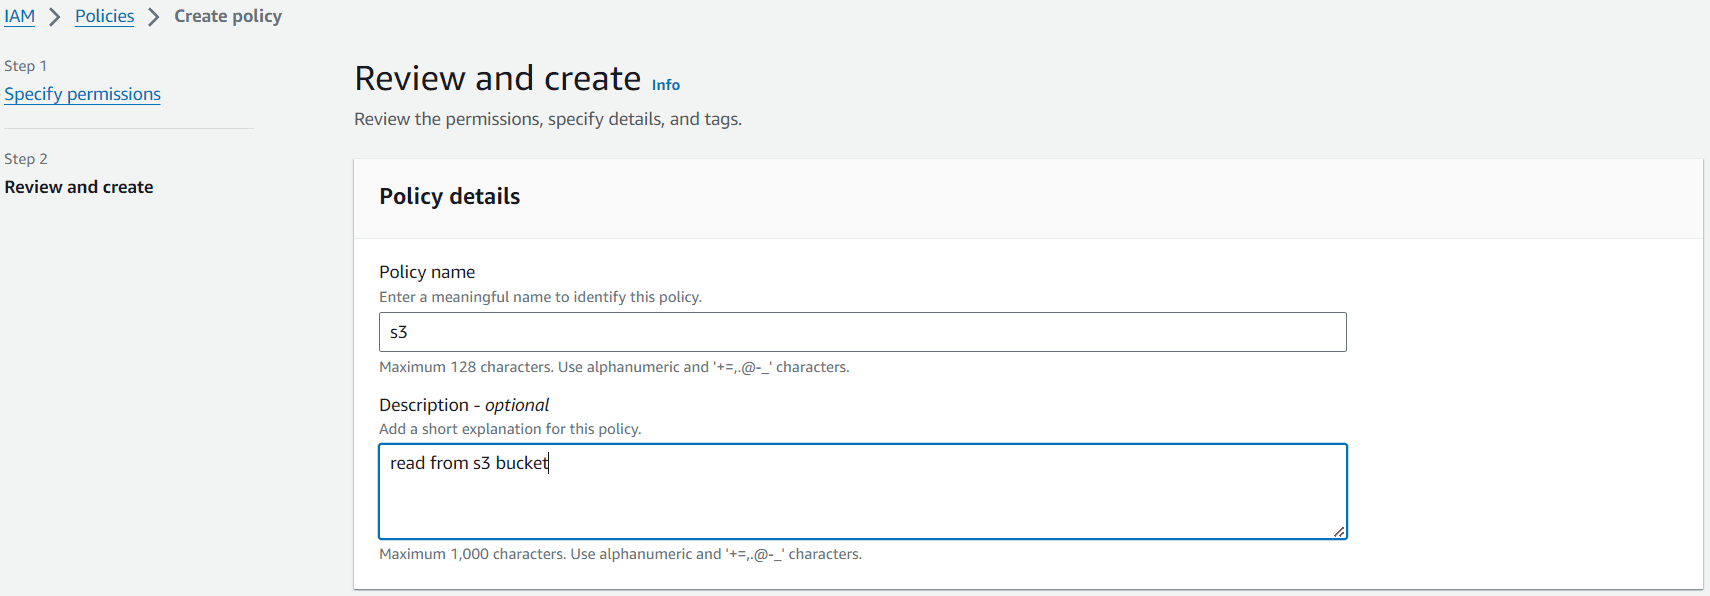 IAM > Policies > Create policy
Step 1
Specify permissions
Step 2
Review and create
Review and create Info
Review the permissions, specify details, and tags.
Policy details
Policy name
Enter a meaningful name to identify this policy.
s3
Maximum 128 characters. Use alphanumeric and '+=,.@-_' characters.
Description - optional
Add a short explanation for this policy.
read from s3 bucket
Maximum 1,000 characters. Use alphanumeric and '+=,.@-_' characters.